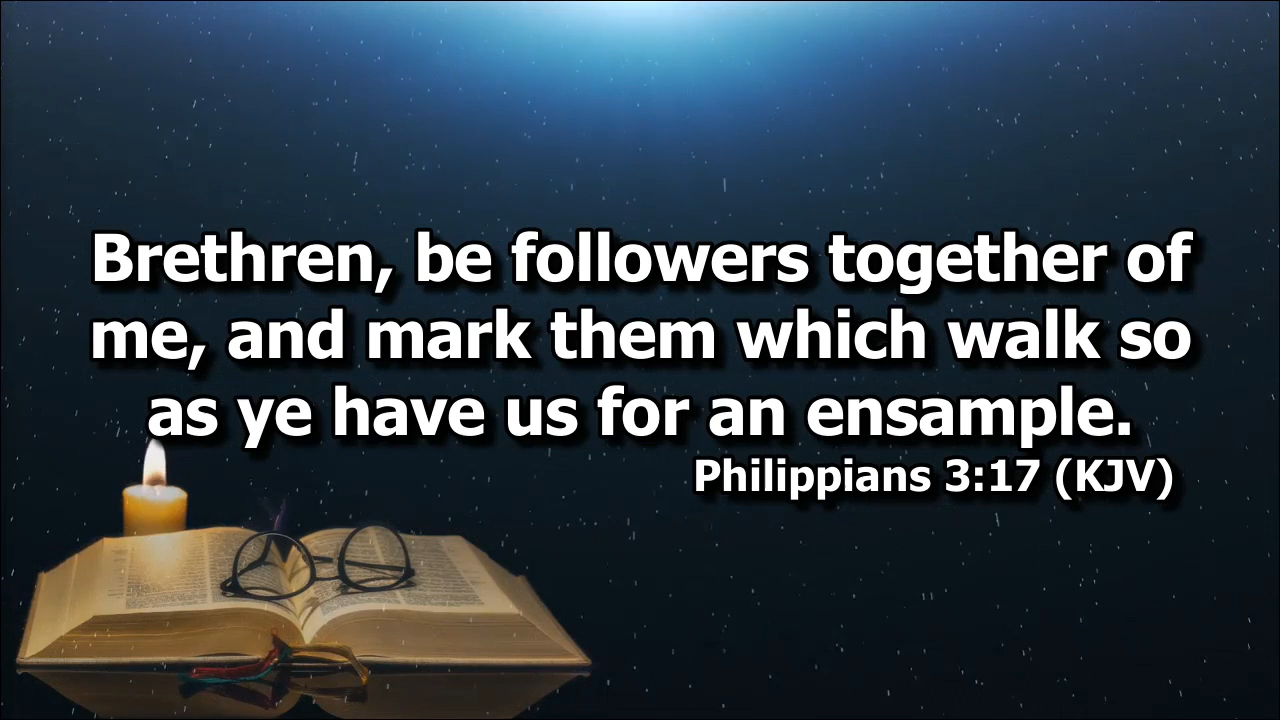 Brethren, be followers together of
me, and mark them which walk so
as ye have us for an ensample.
Philippians 3:17 (KJV)